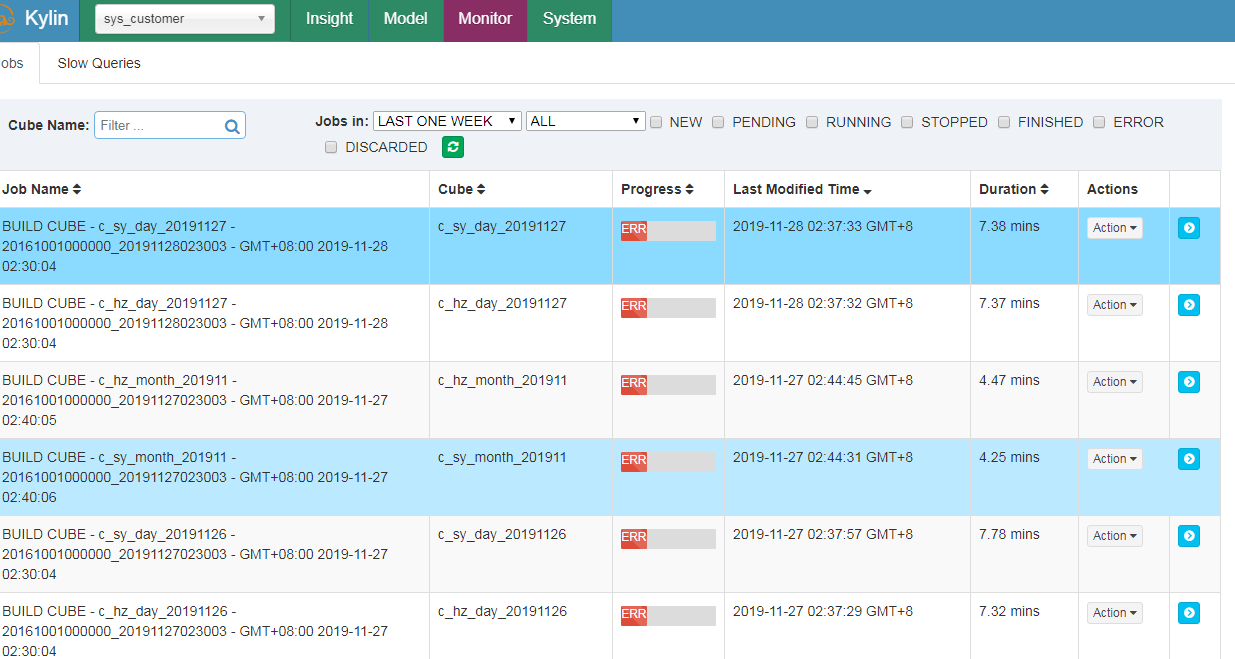 Kylin sys_customer Insight Model Monitor System
obs Slow Queries
Cube Name: Filter ... Jobs in: LAST ONE WEEK ALL NEW PENDING RUNNING STOPPED FINISHED ERROR
DISCARDED
Job Name Cube Progress Last Modified Time Duration Actions
BUILD CUBE - c_sy_day_20191127 - c_sy_day_20191127 ERR 2019-11-28 02:37:33 GMT+8 7.38 mins Action
20161001000000_20191128023003 - GMT+08:00 2019-11-28
02:30:04
BUILD CUBE - c_hz_day_20191127 - c_hz_day_20191127 ERR 2019-11-28 02:37:32 GMT+8 7.37 mins Action
20161001000000_20191128023003 - GMT+08:00 2019-11-28
02:30:04
BUILD CUBE - c_hz_month_201911 - c_hz_month_201911 ERR 2019-11-27 02:44:45 GMT+8 4.47 mins Action
20161001000000_20191127023003 - GMT+08:00 2019-11-27
02:40:05
BUILD CUBE - c_sy_month_201911 - c_sy_month_201911 ERR 2019-11-27 02:44:31 GMT+8 4.25 mins Action
20161001000000_20191127023003 - GMT+08:00 2019-11-27
02:40:06
BUILD CUBE - c_sy_day_20191126 - c_sy_day_20191126 ERR 2019-11-27 02:37:57 GMT+8 7.78 mins Action
20161001000000_20191127023003 - GMT+08:00 2019-11-27
02:30:04
BUILD CUBE - c_hz_day_20191126 - c_hz_day_20191126 ERR 2019-11-27 02:37:29 GMT+8 7.32 mins Action
20161001000000_20191127023003 - GMT+08:00 2019-11-27
02:30:04